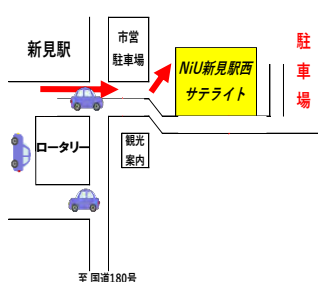 新見駅
市営
駐車場
NiU新見駅西
サテライト
駐車場
ロータリー
観光
案内
至 国道180号